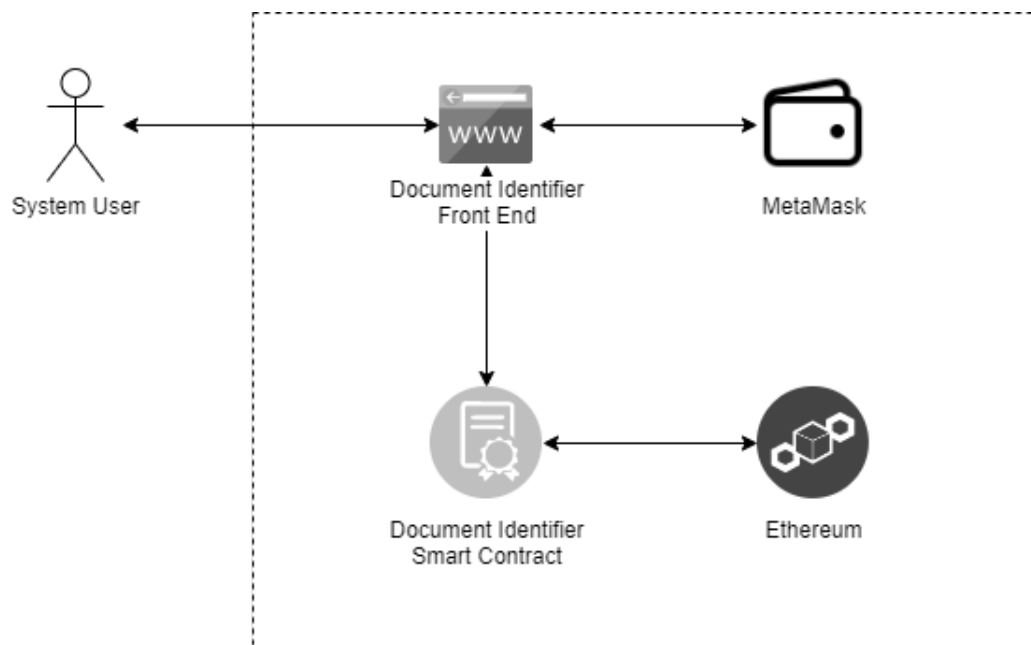 WWW
Document Identifier
Front End
System User
MetaMask
Document Identifier
Smart Contract
Ethereum